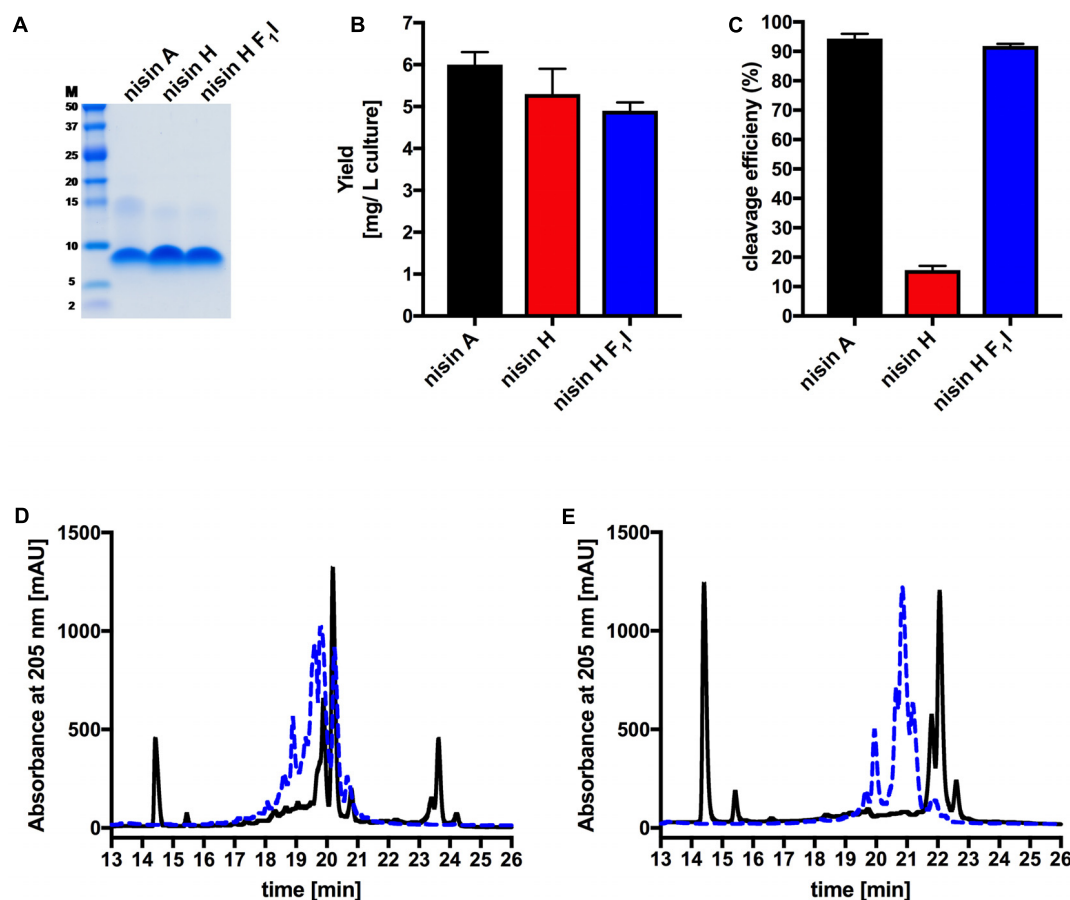 A
M
nisin A
nisin H
nisin H F1I
50
37
25
20
15
10
5
2
B
Yield
[mg/ L culture]
7
6
5
4
3
2
1
0
nisin A
nisin H
nisin H F1I
C
cleavage efficieny (%)
100
90
80
70
60
50
40
30
20
10
0
nisin A
nisin H
nisin H F1I
D
Absorbance at 205 nm [mAU]
1500
1000
500
0
13 14 15 16 17 18 19 20 21 22 23 24 25 26
time [min]
E
Absorbance at 205 nm [mAU]
1500
1000
500
0
13 14 15 16 17 18 19 20 21 22 23 24 25 26
time [min]